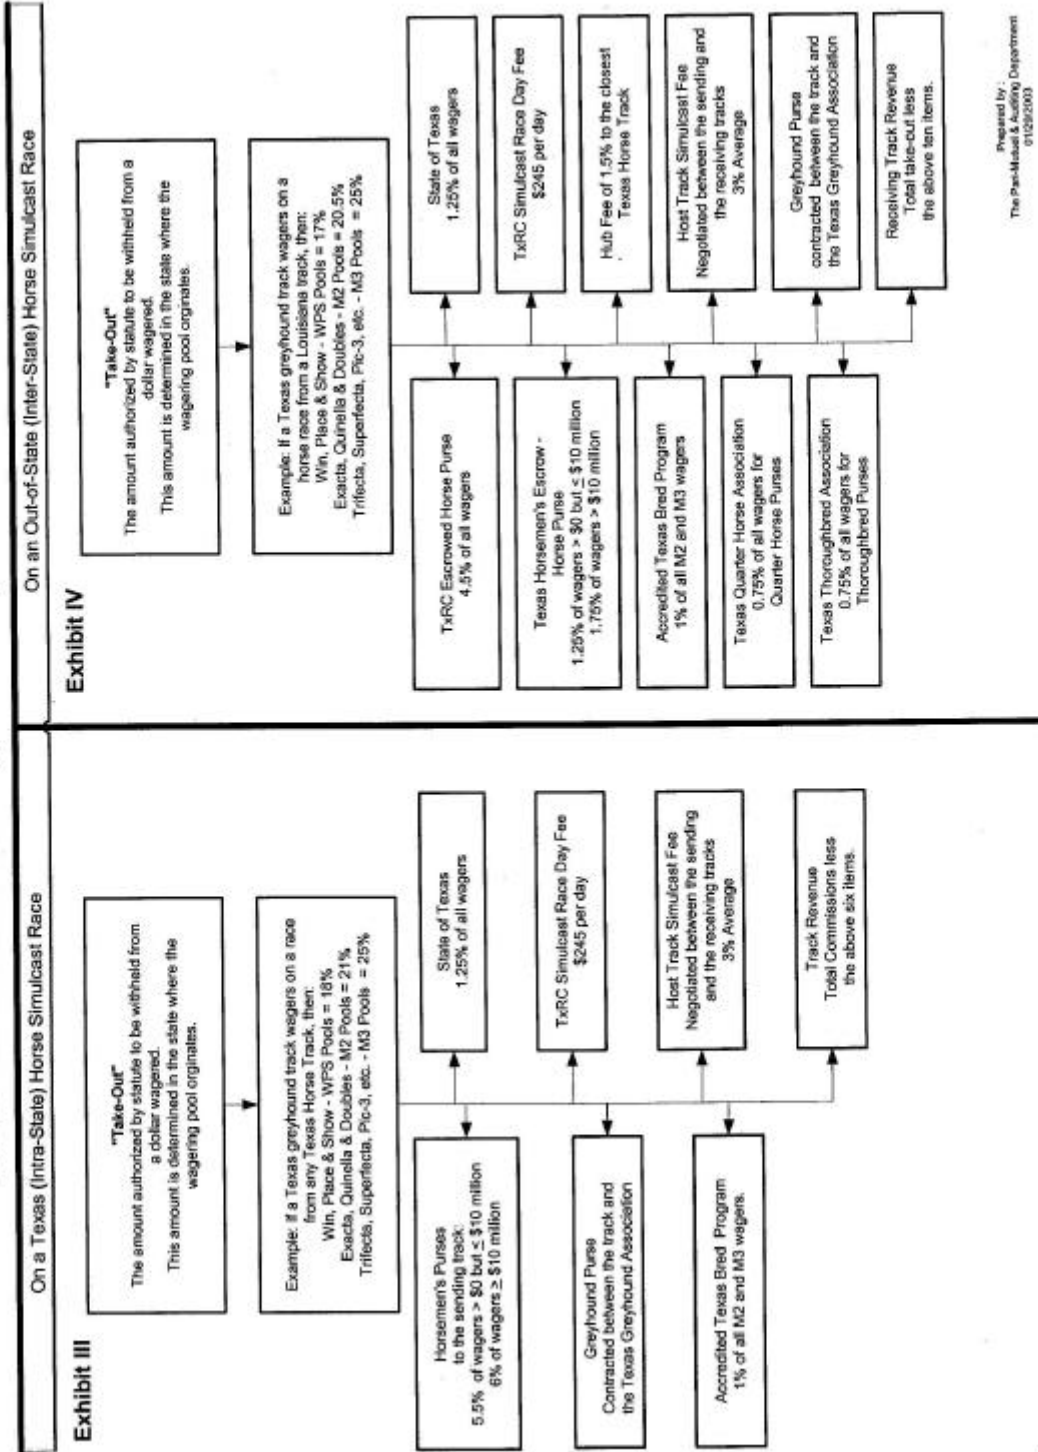 On a Texas (Intra-State) Horse Simulcast Race
Exhibit III
"Take-Out"
The amount authorized by statute to be withheld from
a dollar wagered.
This amount is determined in the state where the
wagering pool orginates.
Example: If a Texas greyhound track wagers on a race
from any Texas Horse Track, then:
Win, Place & Show - WPS Pools = 18%
Exacta, Quinella & Doubles - M2 Pools = 21%
Trifecta, Superfecta, Pic-3, etc. - M3 Pools = 25%
Horsemen's Purses
to the sending track:
5.5% of wagers > $0 but ≤ $10 million
6% of wagers ≥ $10 million
State of Texas
1.25% of all wagers
Greyhound Purse
Contracted between the track and
the Texas Greyhound Association
TxRC Simulcast Race Day Fee
$245 per day
Accredited Texas Bred Program
1% of all M2 and M3 wagers.
Host Track Simulcast Fee
Negotiated between the sending
and the receiving tracks
3% Average
Track Revenue
Total Commissions less
the above six items.
On an Out-of-State (Inter-State) Horse Simulcast Race
Exhibit IV
"Take-Out"
The amount authorized by statute to be withheld from a
dollar wagered.
This amount is determined in the state where the
wagering pool orginates.
Example: If a Texas greyhound track wagers on a
horse race from a Louisiana track, then:
Win, Place & Show - WPS Pools = 17%
Exacta, Quinella & Doubles - M2 Pools = 20.5%
Trifecta, Superfecta, Pic-3, etc. - M3 Pools = 25%
TxRC Escrowed Horse Purse
4.5% of all wagers
State of Texas
1.25% of all wagers
Texas Horsemen's Escrow -
Horse Purse
1.25% of wagers > $0 but ≤ $10 million
1.75% of wagers > $10 million
TxRC Simulcast Race Day Fee
$245 per day
Accredited Texas Bred Program
1% of all M2 and M3 wagers
Hub Fee of 1.5% to the closest
Texas Horse Track
Texas Quarter Horse Association
0.75% of all wagers for
Quarter Horse Purses
Host Track Simulcast Fee
Negotiated between the sending and
the receiving tracks
3% Average
Texas Thoroughbred Association
0.75% of all wagers for
Thoroughbred Purses
Greyhound Purse
contracted between the track and
the Texas Greyhound Association
Receiving Track Revenue
Total take-out less
the above ten items.
Prepared by :
The Pari-Mutuel & Auditing Department
01/29/2003